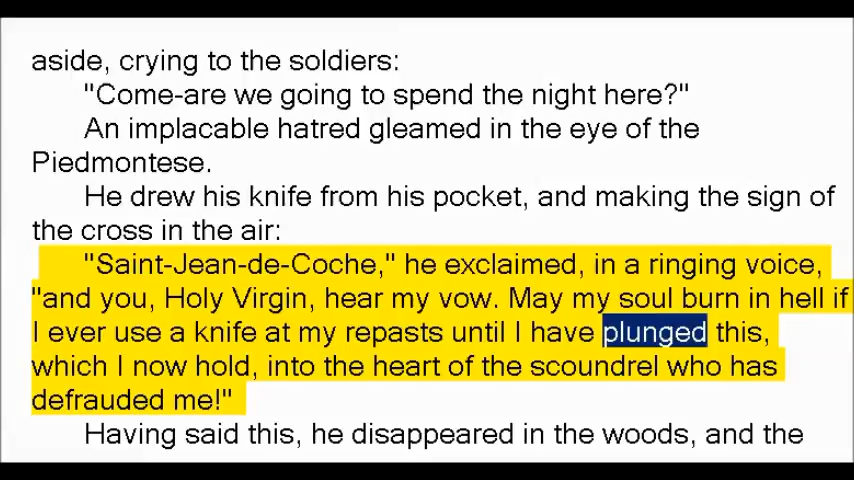 aside, crying to the soldiers:
"Come-are we going to spend the night here?"
An implacable hatred gleamed in the eye of the
Piedmontese.
He drew his knife from his pocket, and making the sign of
the cross in the air:
"Saint-Jean-de-Coche," he exclaimed, in a ringing voice,
"and you, Holy Virgin, hear my vow. May my soul burn in hell if
I ever use a knife at my repasts until I have plunged this,
which I now hold, into the heart of the scoundrel who has
defrauded me!"
Having said this, he disappeared in the woods, and the